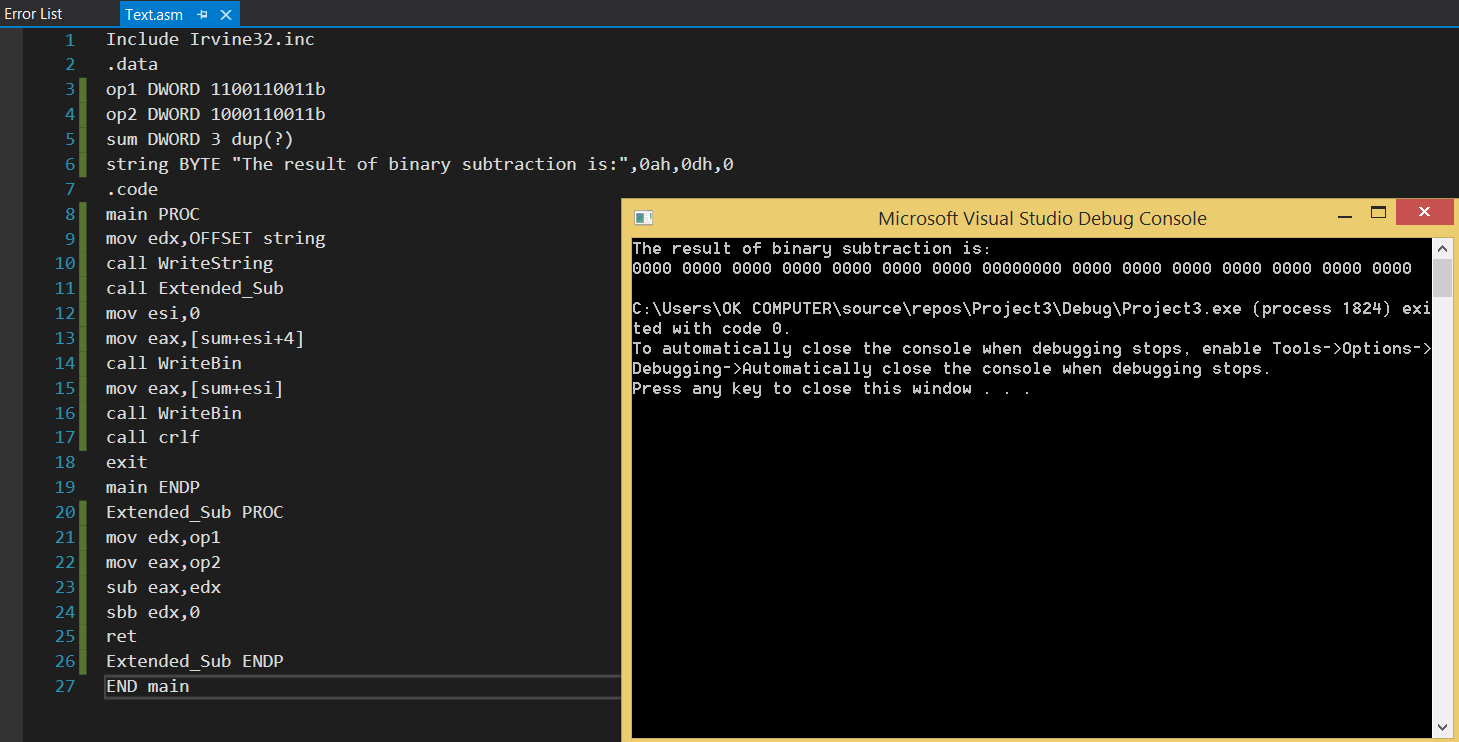 Error List
Text.asm
1 Include Irvine32.inc
2 .data
3 op1 DWORD 1100110011b
4 op2 DWORD 1000110011b
5 sum DWORD 3 dup(?)
6 string BYTE "The result of binary subtraction is:",0ah,0dh,0
7 .code
8 main PROC
9 mov edx,OFFSET string
10 call WriteString
11 call Extended_Sub
12 mov esi,0
13 mov eax,[sum+esi+4]
14 call WriteBin
15 mov eax,[sum+esi]
16 call WriteBin
17 call crlf
18 exit
19 main ENDP
20 Extended_Sub PROC
21 mov edx,op1
22 mov eax,op2
23 sub eax,edx
24 sbb edx,0
25 ret
26 Extended_Sub ENDP
27 END main
Microsoft Visual Studio Debug Console
The result of binary subtraction is:
0000 0000 0000 0000 0000 0000 0000 00000000 0000 0000 0000 0000 0000 0000 0000
C:\Users\OK COMPUTER\source\repos\Project3\Debug\Project3.exe (process 1824) exi
ted with code 0.
To automatically close the console when debugging stops, enable Tools->Options->
Debugging->Automatically close the console when debugging stops.
Press any key to close this window . . .